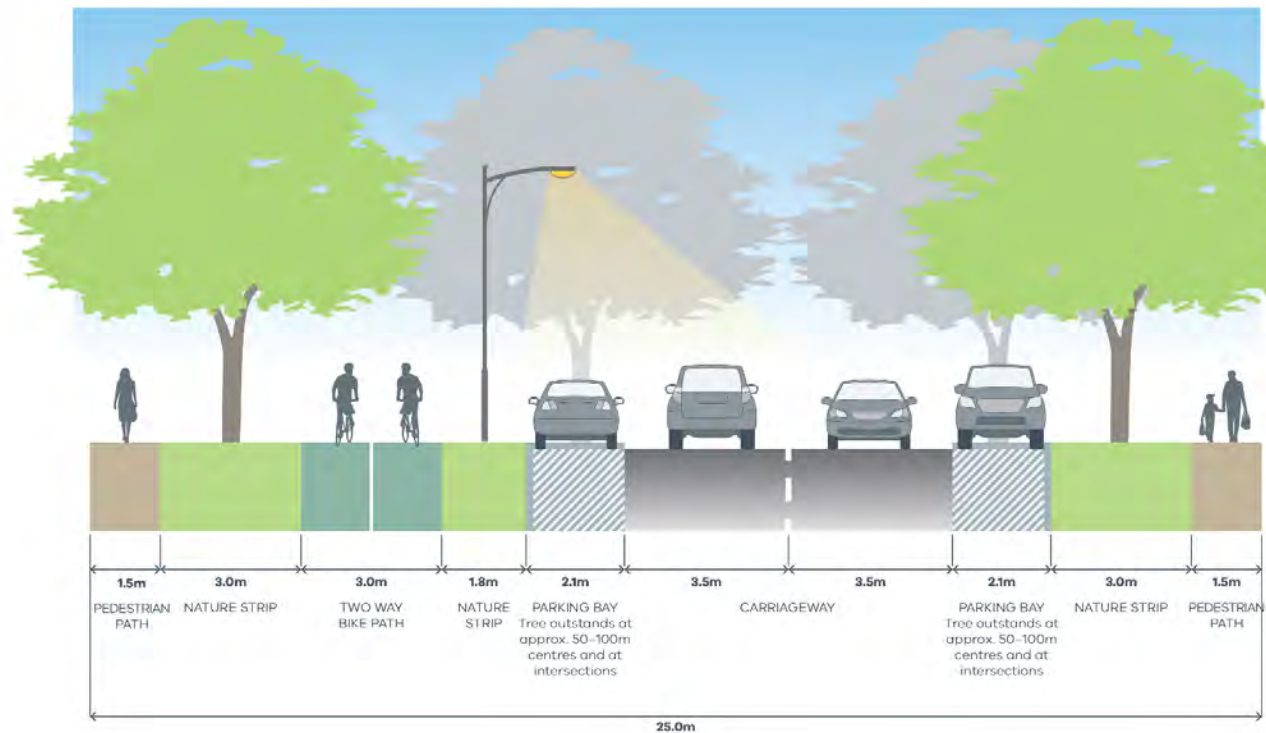 1.5m 3.0m 3.0m 1.8m 2.1m 3.5m 3.5m 2.1m 3.0m 1.5m
PEDESTRIAN PATH
NATURE STRIP
TWO WAY
BIKE PATH
NATURE
STRIP
PARKING BAY
Tree outstands at
approx. 50–100m
centres and at
intersections
CARRIAGEWAY
PARKING BAY
Tree outstands at
approx. 50–100m
centres and at
intersections
NATURE STRIP
PEDESTRIAN
PATH
25.0m